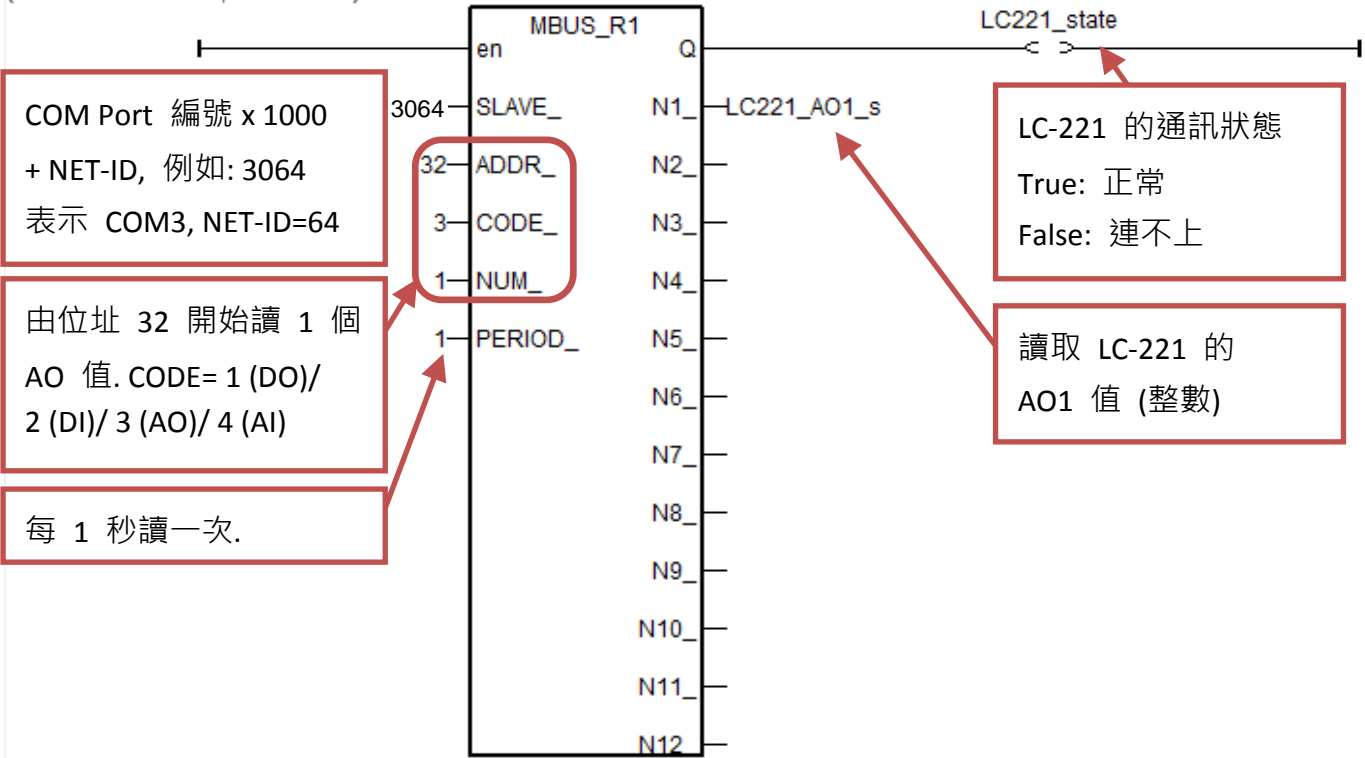 MBUS_R1
LC221_state
en
Q
COM Port 編號 x 1000
+ NET-ID, 例如: 3064
表示 COM3, NET-ID=64
3064
SLAVE_
N1_
LC221_AO1_s
LC-221 的通訊狀態
True: 正常
False: 連不上
32
ADDR_
N2_
3
CODE_
N3_
1
NUM_
N4_
由位址 32 開始讀 1 個
AO 值. CODE= 1 (DO)/
2 (DI)/ 3 (AO)/ 4 (AI)
1
PERIOD_
N5_
讀取 LC-221 的
AO1 值 (整數)
N6_
N7_
每 1 秒讀一次.
N8_
N9_
N10_
N11_
N12_